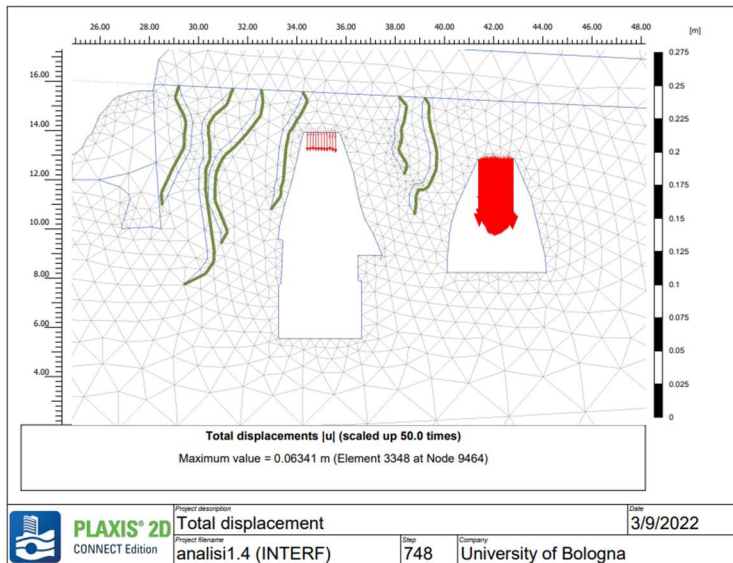 26.00 28.00 30.00 32.00 34.00 36.00 38.00 40.00 42.00 44.00 46.00 48.00
[m]
0.275
16.00
0.25
0.225
14.00
0.2
12.00
0.175
10.00
0.15
0.125
8.00
0.1
6.00
0.075
0.05
4.00
0.025
0
Total displacements |u| (scaled up 50.0 times)
Maximum value = 0.06341 m (Element 3348 at Node 9464)
PLAXIS® 2D
CONNECT Edition
Project description
Total displacement
Date
3/9/2022
Project filename
analisi1.4 (INTERF)
Step
748
Company
University of Bologna